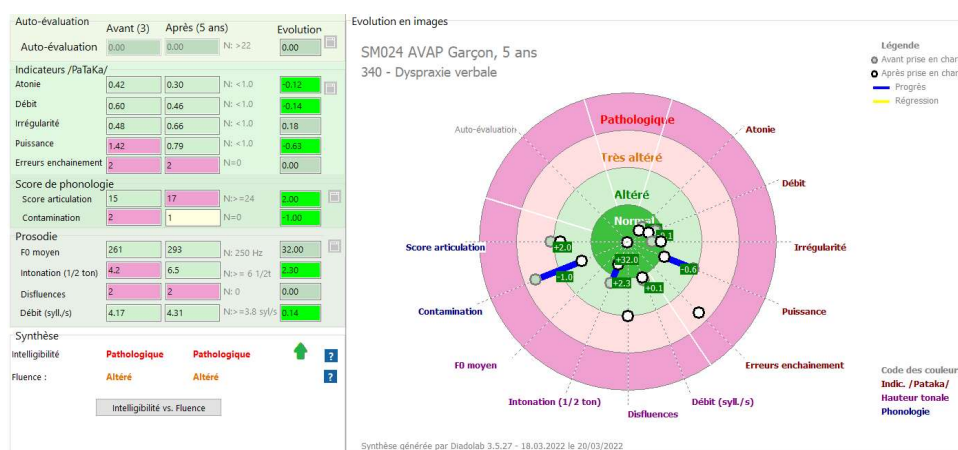 Auto-évaluation
Avant (3) Après (5 ans) Evolution
Auto-évaluation 0.00 0.00 N: >22 0.00
Indicateurs /PaTaKa/
Atonie 0.42 0.30 N: <1.0 -0.12
Débit 0.60 0.46 N: <1.0 -0.14
Irrégularité 0.48 0.66 N: <1.0 0.18
Puissance 1.42 0.79 N: <1.0 -0.63
Erreurs enchainement 2 2 N=0 0.00
Score de phonologie
Score articulation 15 17 N:>=24 2.00
Contamination 2 1 N=0 -1.00
Prosodie
F0 moyen 261 293 N: 250 Hz 32.00
Intonation (1/2 ton) 4.2 6.5 N:>= 6 1/2t 2.30
Disfluences 2 2 N: 0 0.00
Débit (syll./s) 4.17 4.31 N:>=3.8 syl/s 0.14
Synthèse
Intelligibilité Pathologique Pathologique ?
Fluence : Altéré Altéré ?
Intelligibilité vs. Fluence
Evolution en images
SM024 AVAP Garçon, 5 ans
340 - Dyspraxie verbale
Légende
Avant prise en char
Après prise en char
Progrès
Régression
Pathologique
Très altéré
Altéré
Normal
Auto-évaluation
Atonie
Débit
Irrégularité
Puissance
Erreurs enchainement
Débit (syll./s)
Disfluences
Intonation (1/2 ton)
F0 moyen
Contamination
Score articulation
+2.0
-1.0
+32.0
+2.3
+0.1
-0.6
Code des couleur
Indic. /Pataka/
Hauteur tonale
Phonologie
Synthèse générée par Diadolab 3.5.27 - 18.03.2022 le 20/03/2022